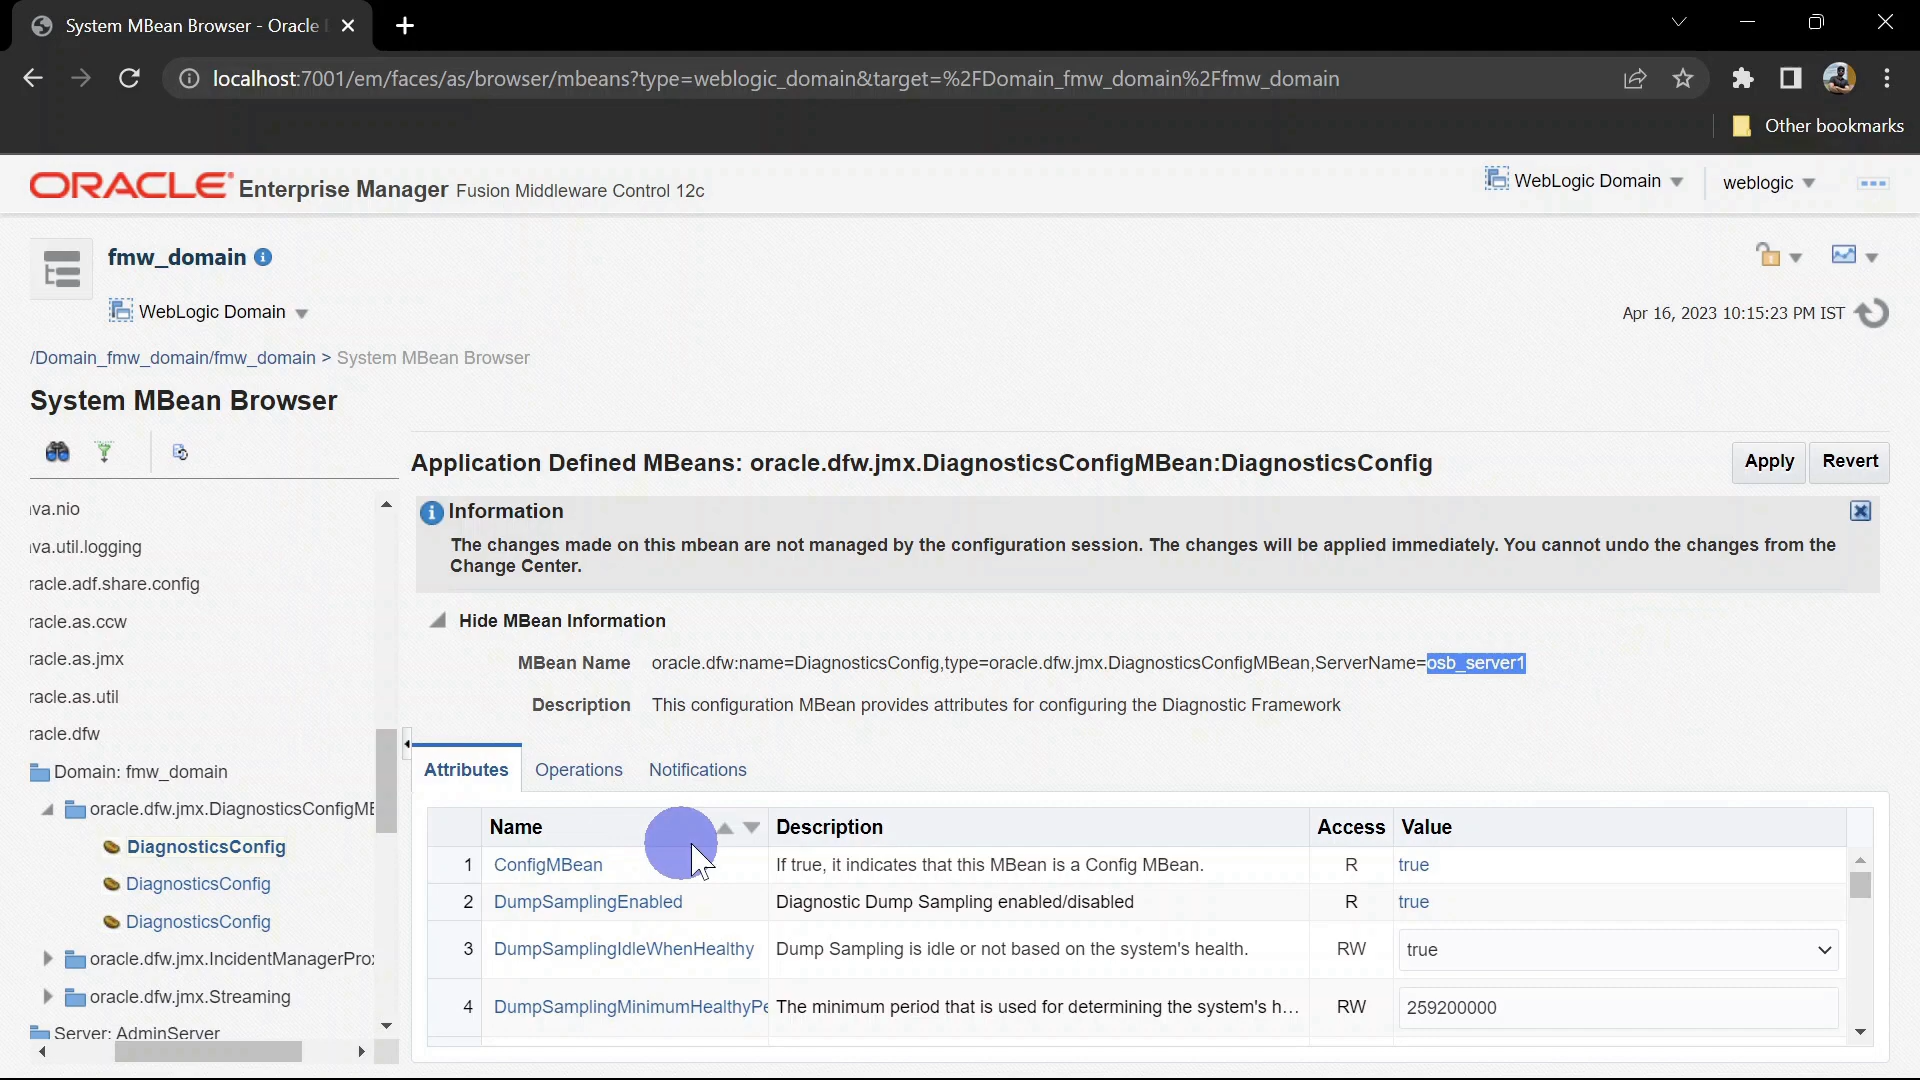 System MBean Browser - Oracle
localhost:7001/em/faces/as/browser/mbeans?type=weblogic_domain&target=%2FDomain_fmw_domain%2Ffmw_domain
Other bookmarks
ORACLE Enterprise Manager Fusion Middleware Control 12c
WebLogic Domain
weblogic
fmw_domain
WebLogic Domain
Apr 16, 2023 10:15:23 PM IST
/Domain_fmw_domain/fmw_domain > System MBean Browser
System MBean Browser
va.nio
va.util.logging
racle.adf.share.config
racle.as.ccw
racle.as.jmx
racle.as.util
racle.dfw
Domain: fmw_domain
oracle.dfw.jmx.DiagnosticsConfigM
DiagnosticsConfig
DiagnosticsConfig
DiagnosticsConfig
oracle.dfw.jmx.IncidentManagerPro
oracle.dfw.jmx.Streaming
Server: AdminServer
Application Defined MBeans: oracle.dfw.jmx.DiagnosticsConfigMBean:DiagnosticsConfig
Apply
Revert
Information
The changes made on this mbean are not managed by the configuration session. The changes will be applied immediately. You cannot undo the changes from the
Change Center.
Hide MBean Information
MBean Name oracle.dfw:name=DiagnosticsConfig,type=oracle.dfw.jmx.DiagnosticsConfigMBean,ServerName=osb_server1
Description This configuration MBean provides attributes for configuring the Diagnostic Framework
Attributes Operations Notifications
Name Description Access Value
1 ConfigMBean If true, it indicates that this MBean is a Config MBean. R true
2 DumpSamplingEnabled Diagnostic Dump Sampling enabled/disabled R true
3 DumpSamplingIdleWhenHealthy Dump Sampling is idle or not based on the system's health. RW true
4 DumpSamplingMinimumHealthyPe The minimum period that is used for determining the system's h... RW 259200000